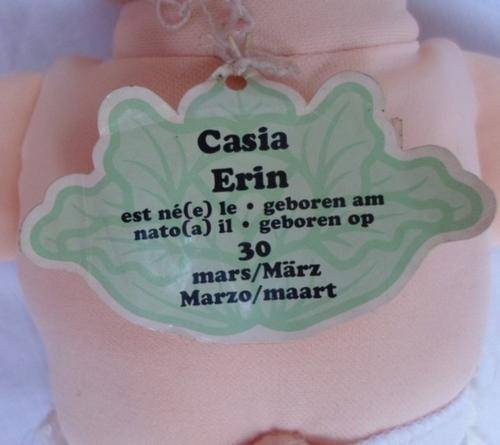 Casia
Erin
est né(e) le • geboren am
nato(a) il • geboren op
30
mars/März
Marzo/maart